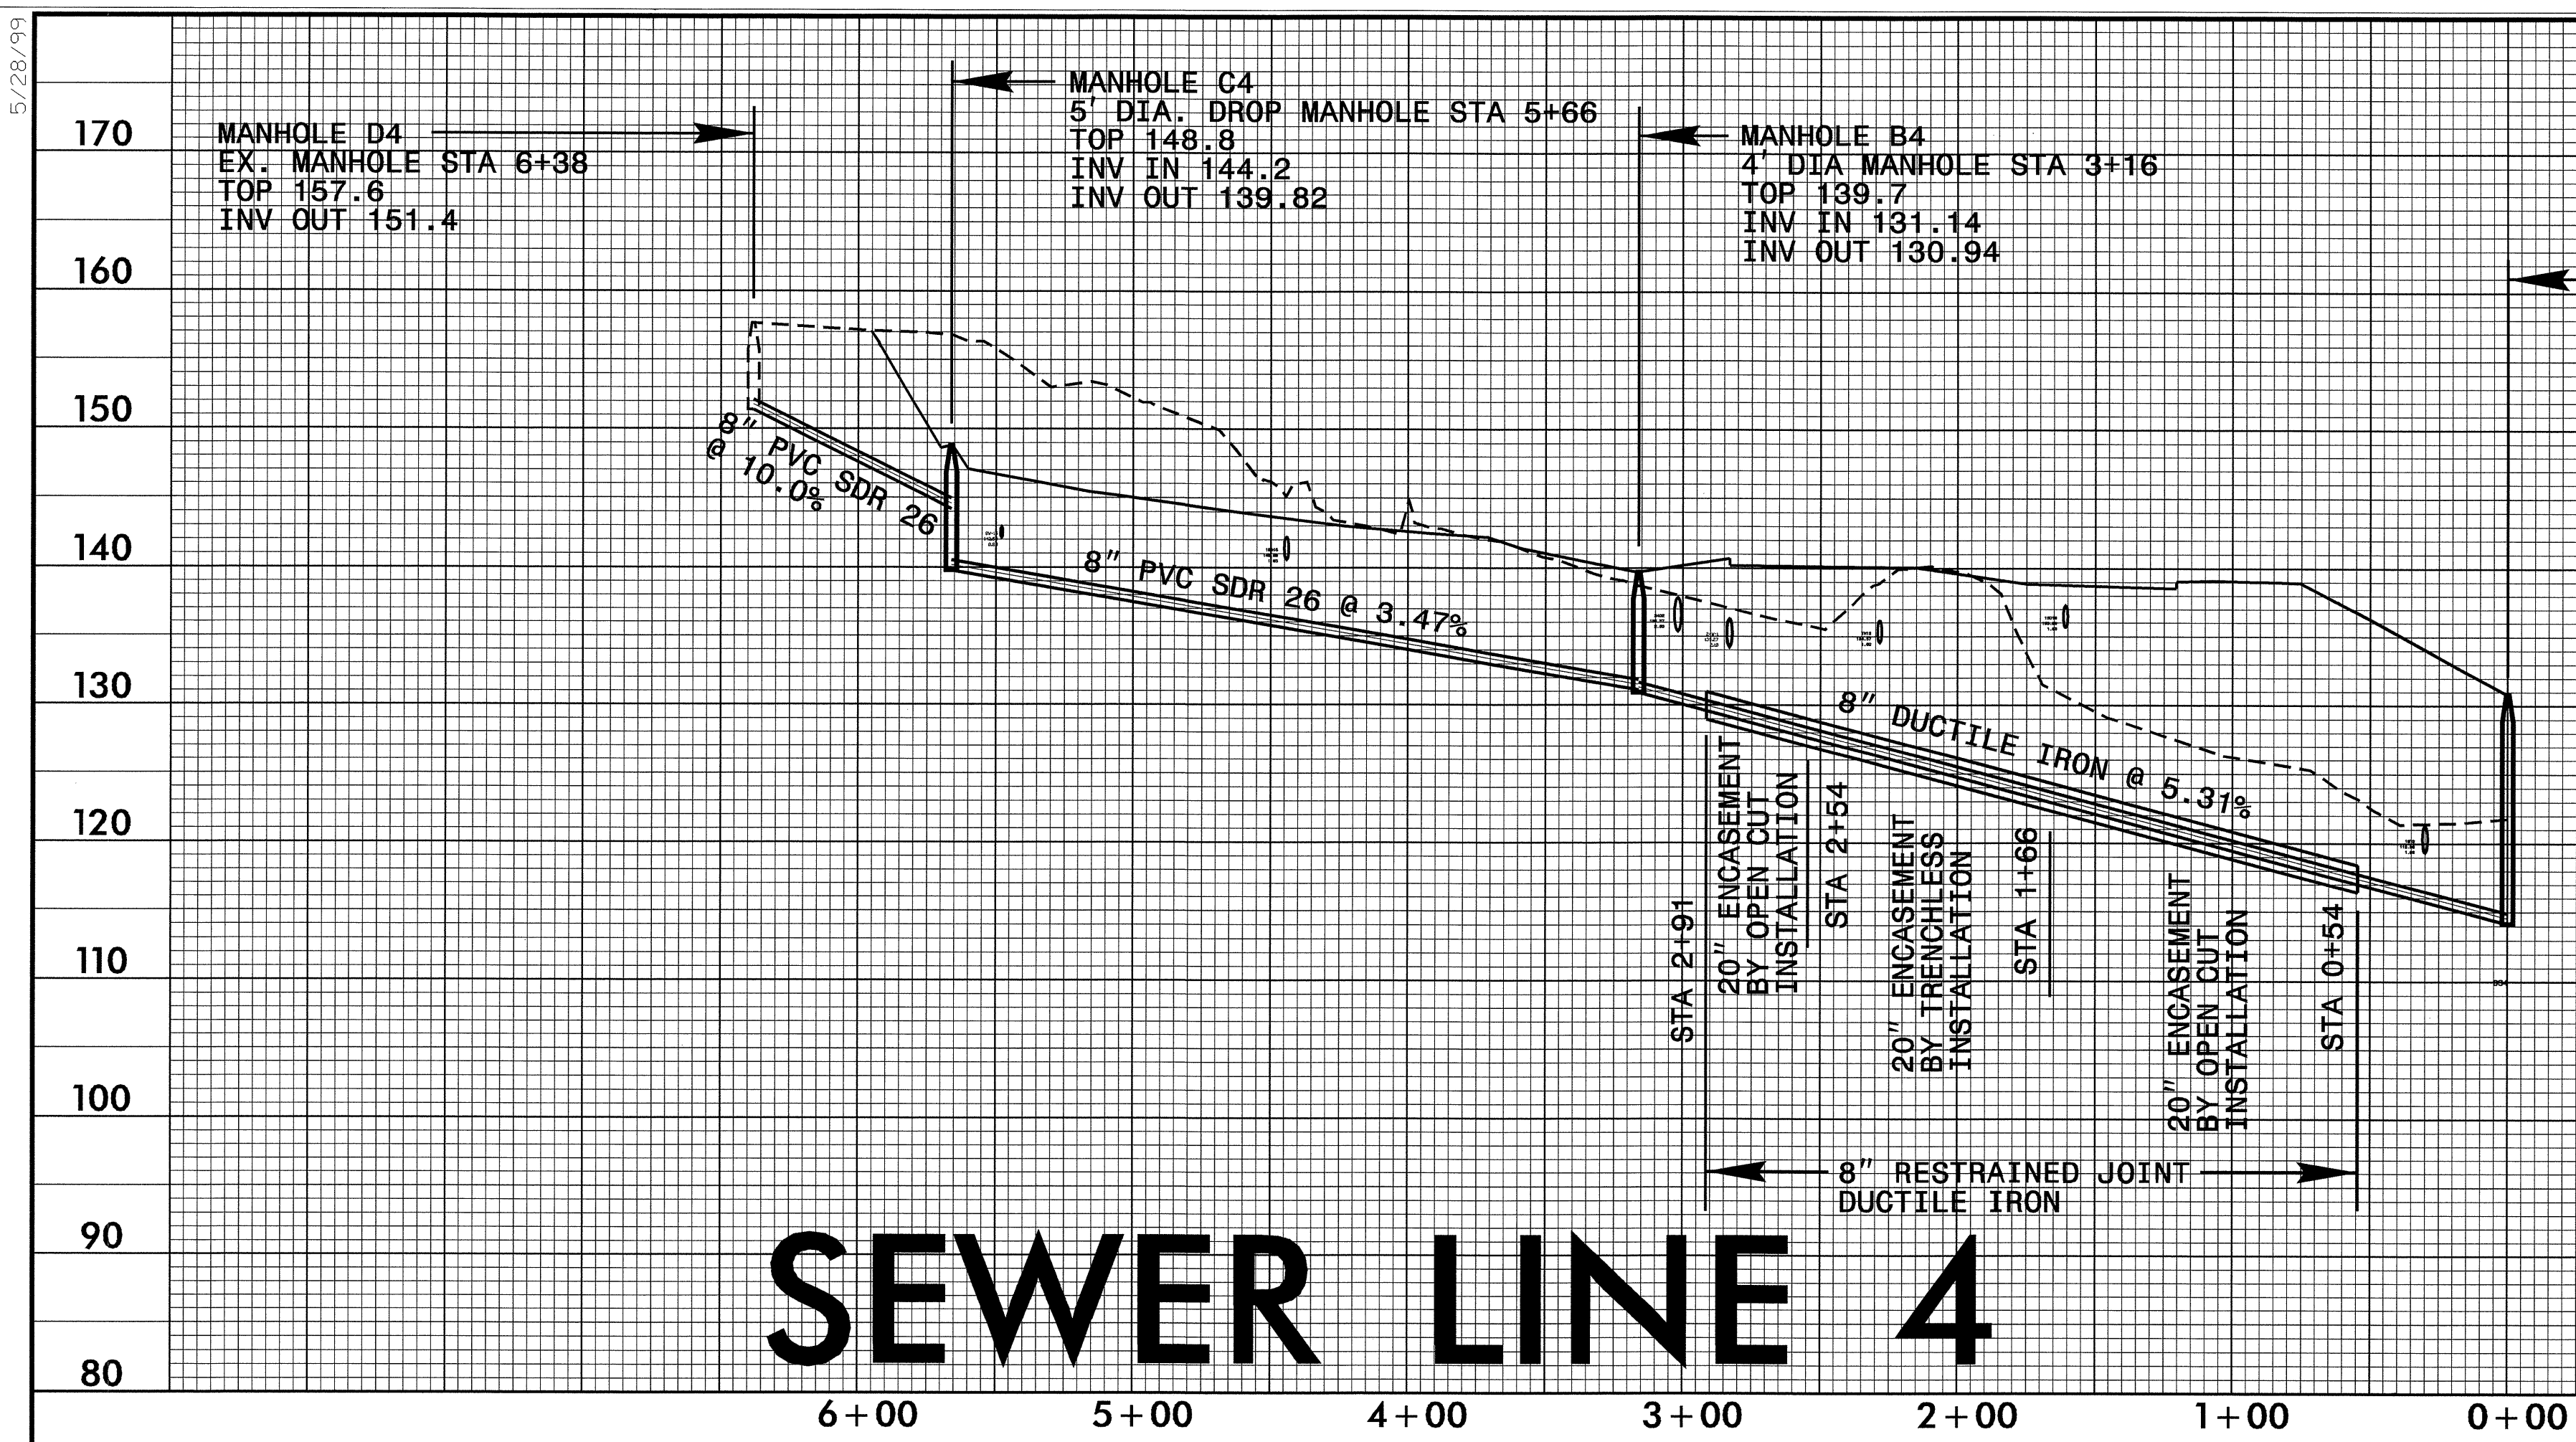 5/28/99
MANHOLE D4
EX. MANHOLE STA 6+38
TOP 157.6
INV OUT 151.4
MANHOLE C4
5' DIA. DROP MANHOLE STA 5+66
TOP 148.8
INV IN 144.2
INV OUT 139.82
MANHOLE B4
4' DIA MANHOLE STA 3+16
TOP 139.7
INV IN 131.14
INV OUT 130.94
170
160
150
140
130
120
110
100
90
80
8" PVC SDR 26
@ 10.0%
8" PVC SDR 26 @ 3.47%
8" DUCTILE IRON @ 5.31%
STA 2+91
20" ENCASEMENT
BY OPEN CUT
INSTALLATION
STA 2+54
20" ENCASEMENT
BY TRENCHLESS
INSTALLATION
STA 1+66
20" ENCASEMENT
BY OPEN CUT
INSTALLATION
STA 0+54
8" RESTRAINED JOINT
DUCTILE IRON
SEWER LINE 4
6+00 5+00 4+00 3+00 2+00 1+00 0+00